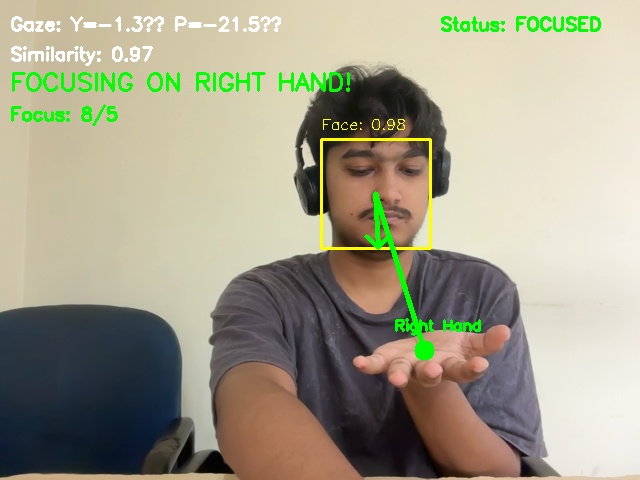 Gaze: Y=-1.3?? P=-21.5??
Status: FOCUSED
Similarity: 0.97
FOCUSING ON RIGHT HAND!
Focus: 8/5
Face: 0.98
Right Hand